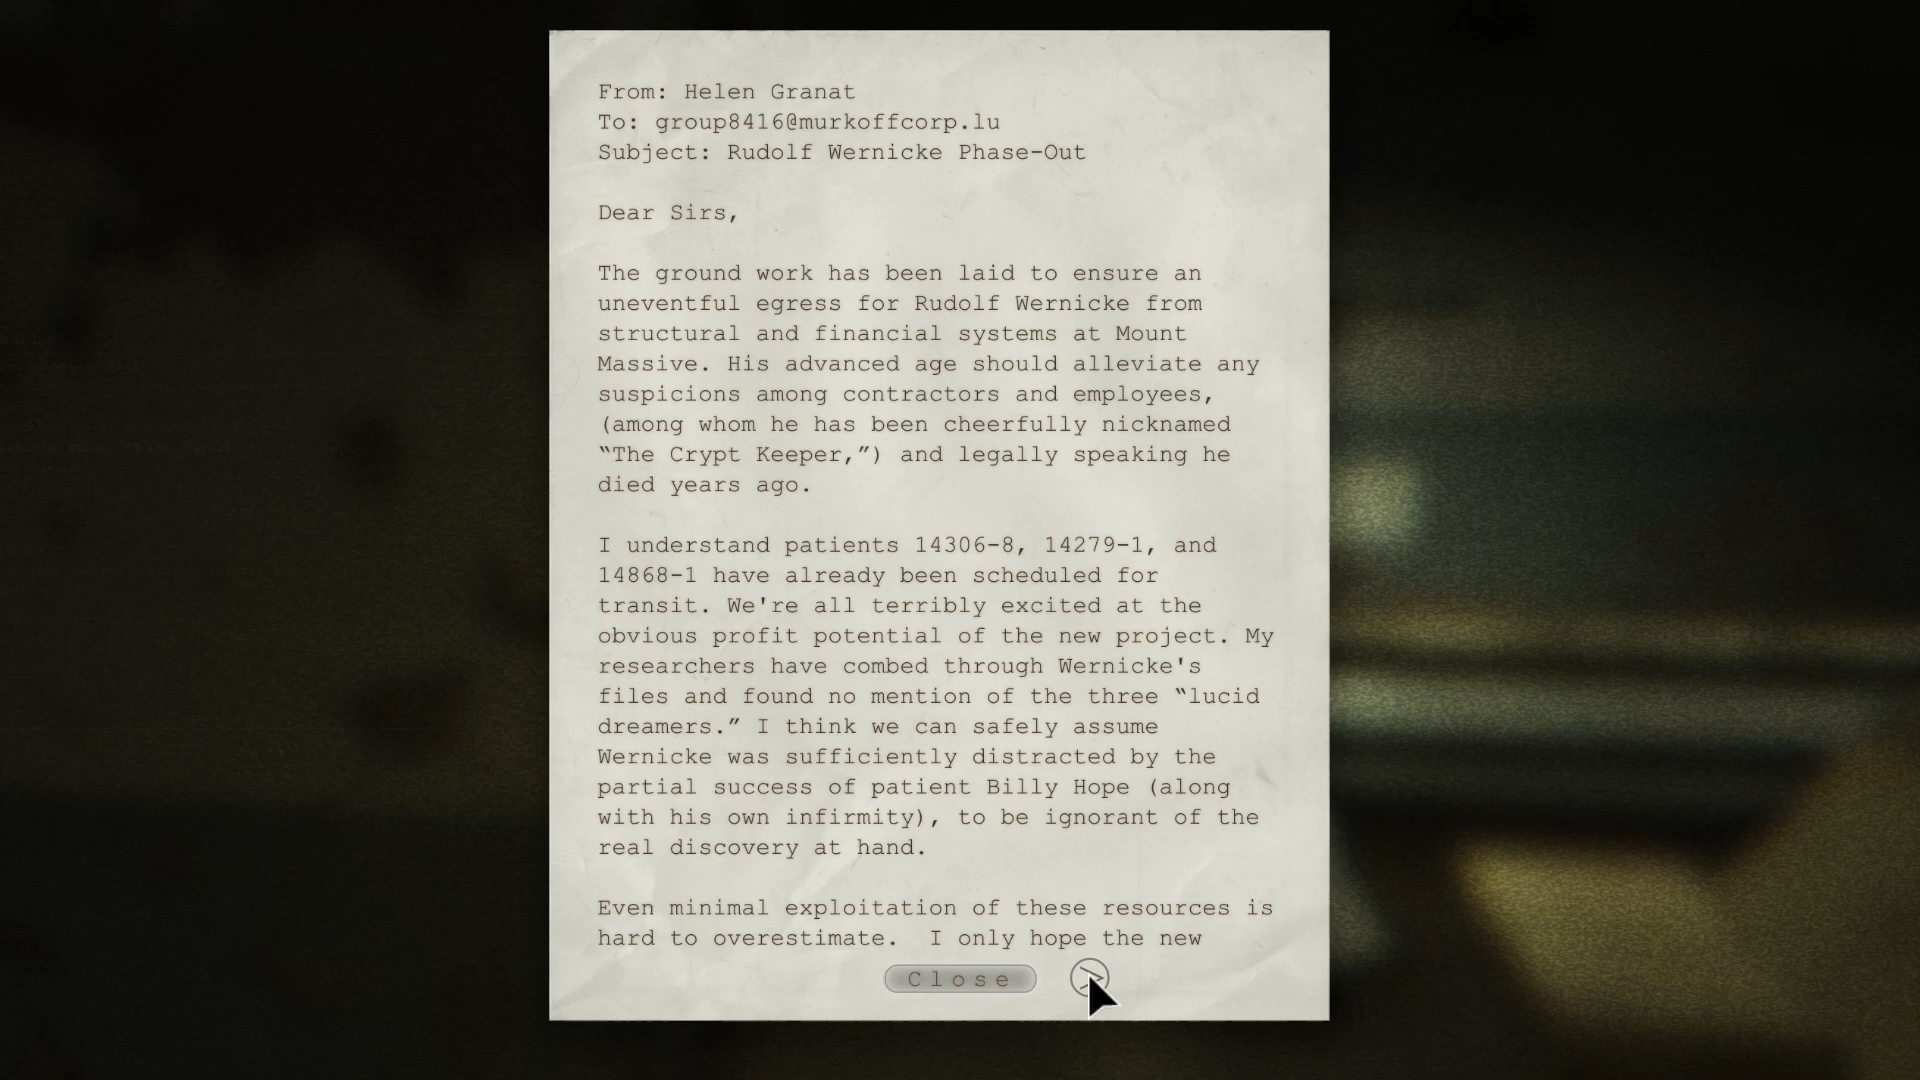 From: Helen Granat
To: group8416@murkoffcorp.lu
Subject: Rudolf Wernicke Phase-Out
Dear Sirs,
The ground work has been laid to ensure an
uneventful egress for Rudolf Wernicke from
structural and financial systems at Mount
Massive. His advanced age should alleviate any
suspicions among contractors and employees,
(among whom he has been cheerfully nicknamed
“The Crypt Keeper,”) and legally speaking he
died years ago.
I understand patients 14306-8, 14279-1, and
14868-1 have already been scheduled for
transit. We're all terribly excited at the
obvious profit potential of the new project. My
researchers have combed through Wernicke's
files and found no mention of the three “lucid
dreamers.” I think we can safely assume
Wernicke was sufficiently distracted by the
partial success of patient Billy Hope (along
with his own infirmity), to be ignorant of the
real discovery at hand.
Even minimal exploitation of these resources is
hard to overestimate.  I only hope the new
Close